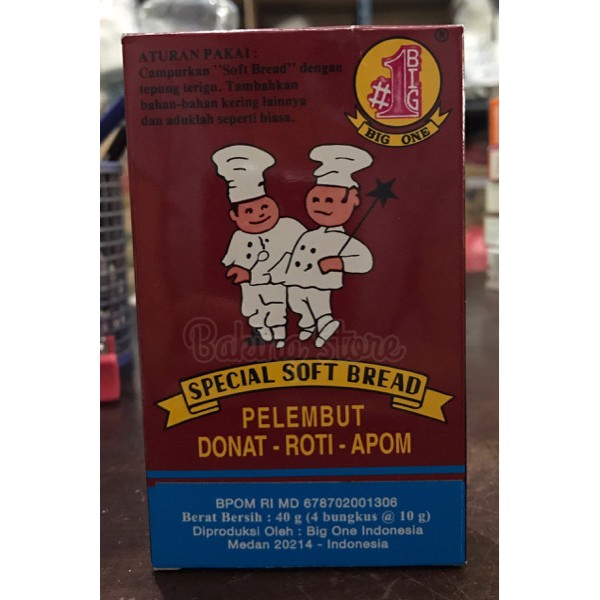 ATURAN PAKAI :
Campurkan "Soft Bread" dengan
tepung terigu. Tambahkan
bahan-bahan kering lainnya
dan aduklah seperti biasa.
®
#1 BIG
BIG ONE
Baking store
SPECIAL SOFT BREAD
PELEMBUT
DONAT - ROTI - APOM
BPOM RI MD 678702001306
Berat Bersih : 40 g (4 bungkus @ 10 g)
Diproduksi Oleh : Big One Indonesia
Medan 20214 - Indonesia